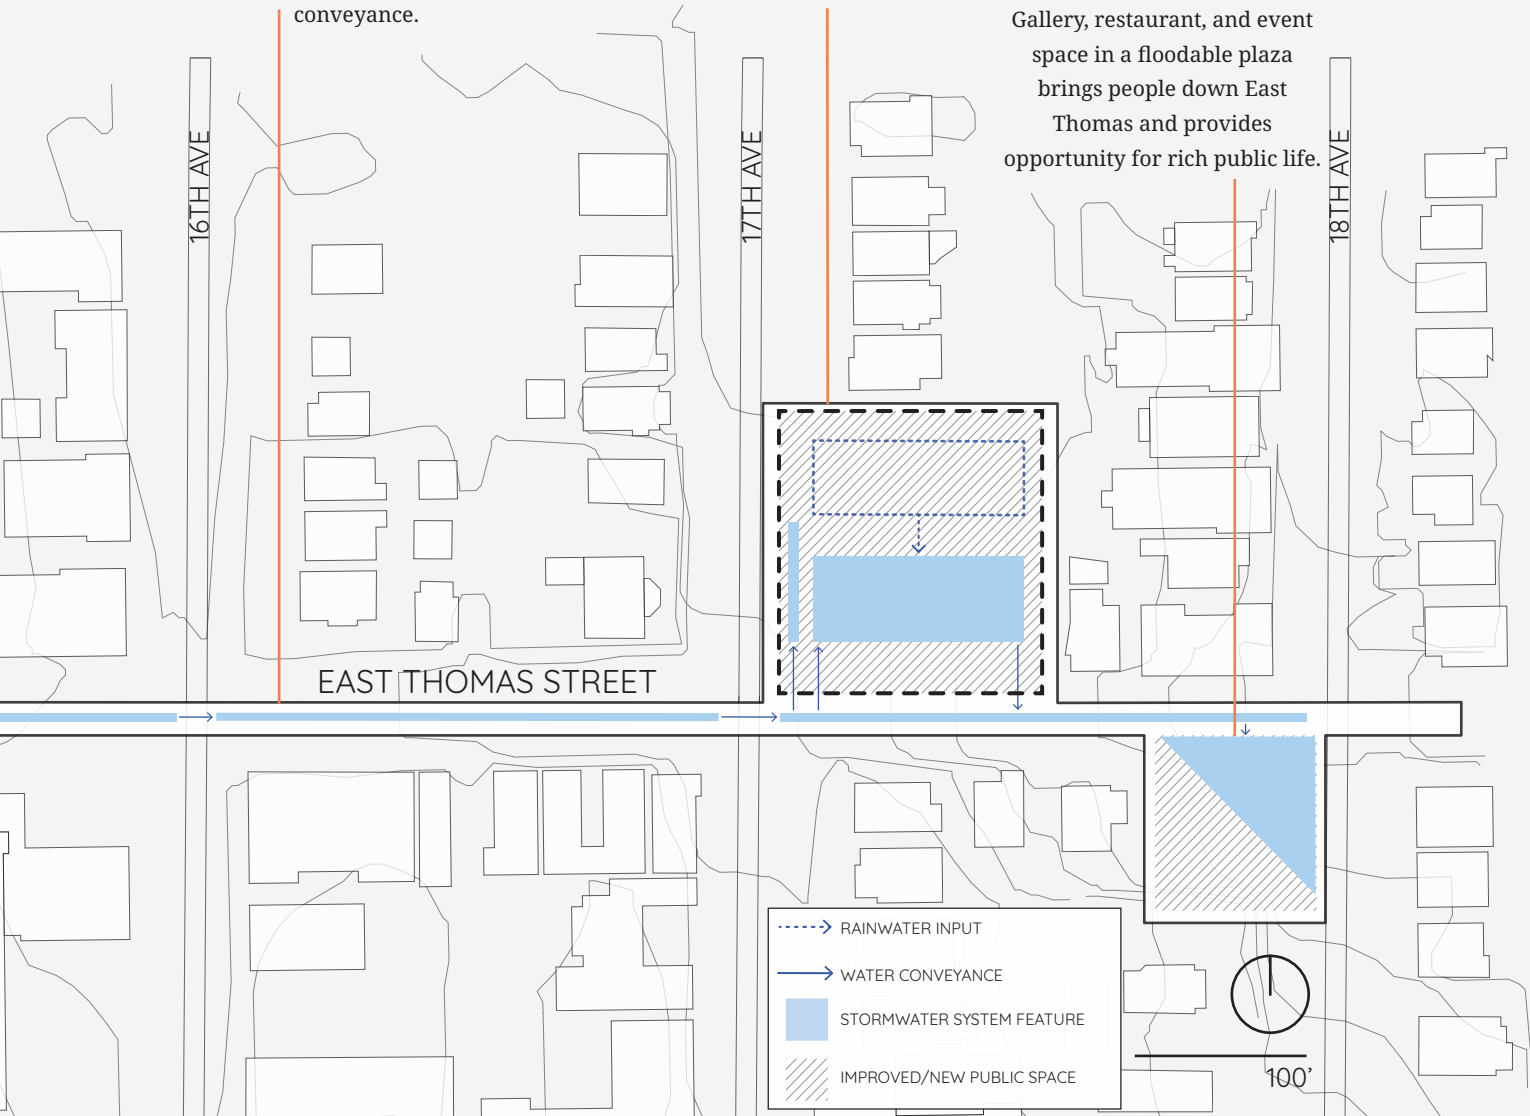 conveyance.
Gallery, restaurant, and event
space in a floodable plaza
brings people down East
Thomas and provides
opportunity for rich public life.
16TH AVE
17TH AVE
18TH AVE
EAST THOMAS STREET
RAINWATER INPUT
WATER CONVEYANCE
STORMWATER SYSTEM FEATURE
IMPROVED/NEW PUBLIC SPACE
100’